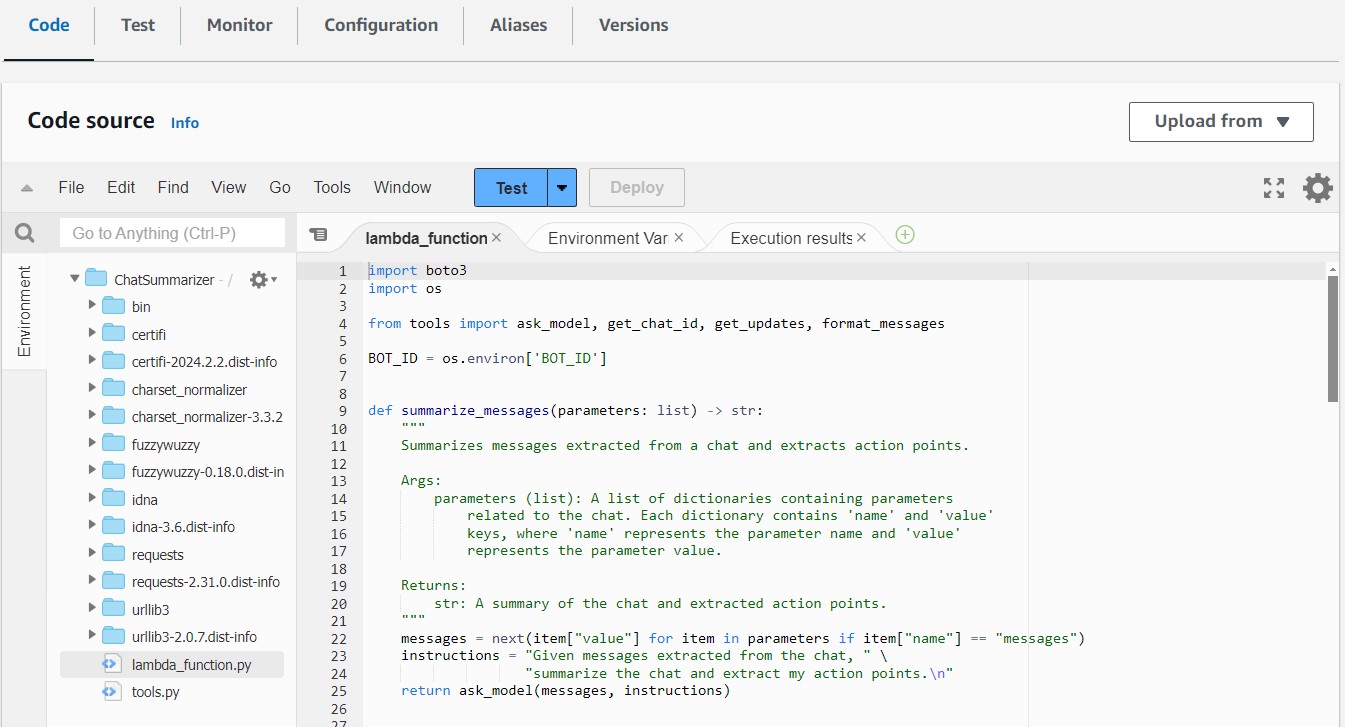 Code Test Monitor Configuration Aliases Versions
Code source Info
Upload from
File Edit Find View Go Tools Window Test Deploy
Go to Anything (Ctrl-P)
Environment
ChatSummarizer - /
bin
certifi
certifi-2024.2.2.dist-info
charset_normalizer
charset_normalizer-3.3.2
fuzzywuzzy
fuzzywuzzy-0.18.0.dist-in
idna
idna-3.6.dist-info
requests
requests-2.31.0.dist-info
urllib3
urllib3-2.0.7.dist-info
lambda_function.py
tools.py
lambda_function × Environment Var × Execution results ×
1 import boto3
2 import os
3
4 from tools import ask_model, get_chat_id, get_updates, format_messages
5
6 BOT_ID = os.environ['BOT_ID']
7
8
9 def summarize_messages(parameters: list) -> str:
10 """
11 Summarizes messages extracted from a chat and extracts action points.
12
13 Args:
14 parameters (list): A list of dictionaries containing parameters
15 related to the chat. Each dictionary contains 'name' and 'value'
16 keys, where 'name' represents the parameter name and 'value'
17 represents the parameter value.
18
19 Returns:
20 str: A summary of the chat and extracted action points.
21 """
22 messages = next(item["value"] for item in parameters if item["name"] == "messages")
23 instructions = "Given messages extracted from the chat, " \
24 "summarize the chat and extract my action points.\n"
25 return ask_model(messages, instructions)
26
27